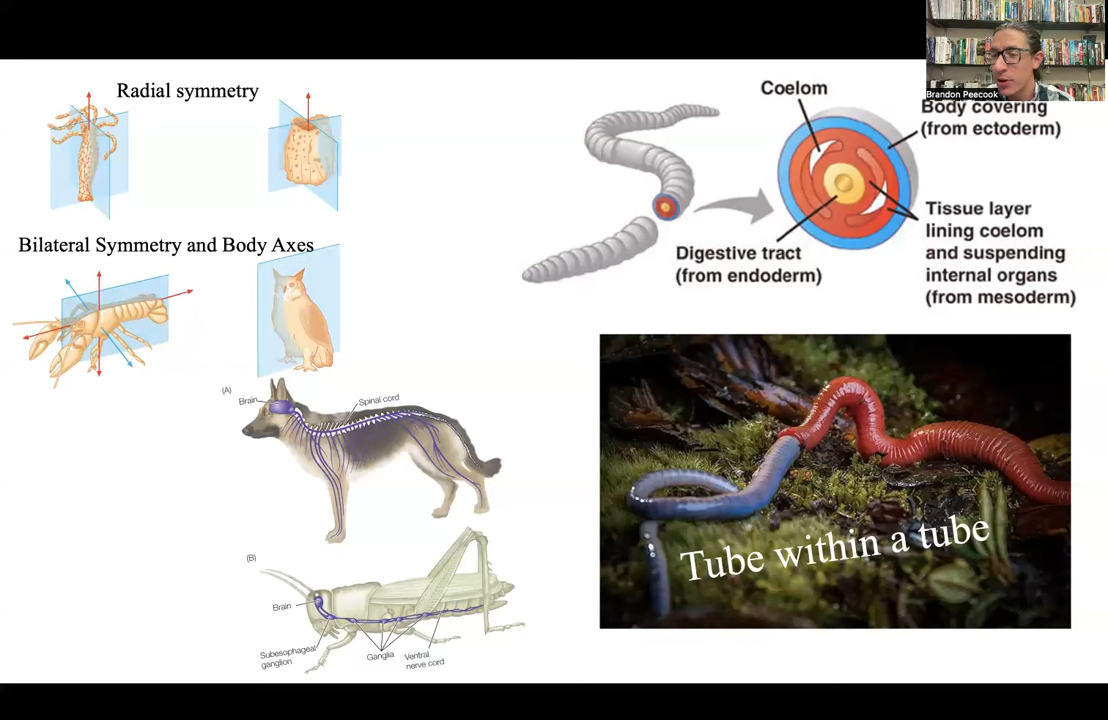 Brandon Peecook
Radial symmetry
Bilateral Symmetry and Body Axes
(A)
Brain
Spinal cord
(B)
Brain
Subesophageal
ganglion
Ganglia
Ventral
nerve cord
Coelom
Body covering
(from ectoderm)
Digestive tract
(from endoderm)
Tissue layer
lining coelom
and suspending
internal organs
(from mesoderm)
Tube within a tube